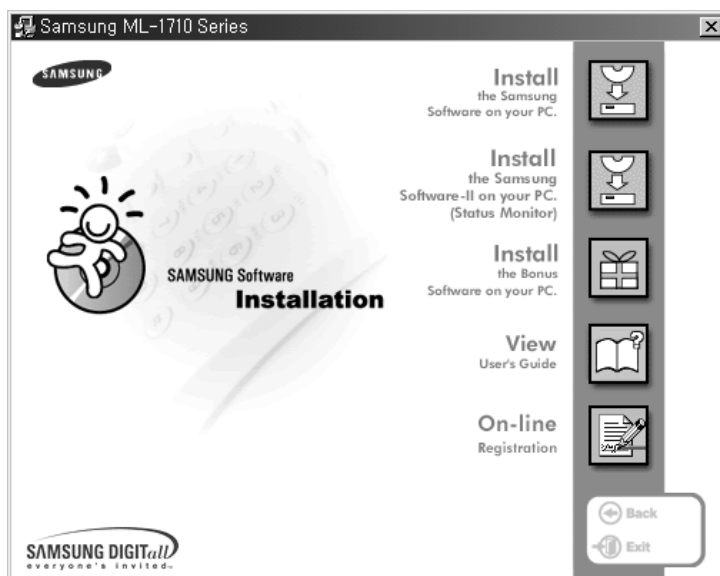 Samsung ML-1710 Series
SAMSUNG
Install
the Samsung
Software on your PC.
Install
the Samsung
Software-II on your PC.
(Status Monitor)
SAMSUNG Software
Installation
Install
the Bonus
Software on your PC.
View
User's Guide
On-line
Registration
Back
Exit
SAMSUNG DIGITall
everyone's invited™